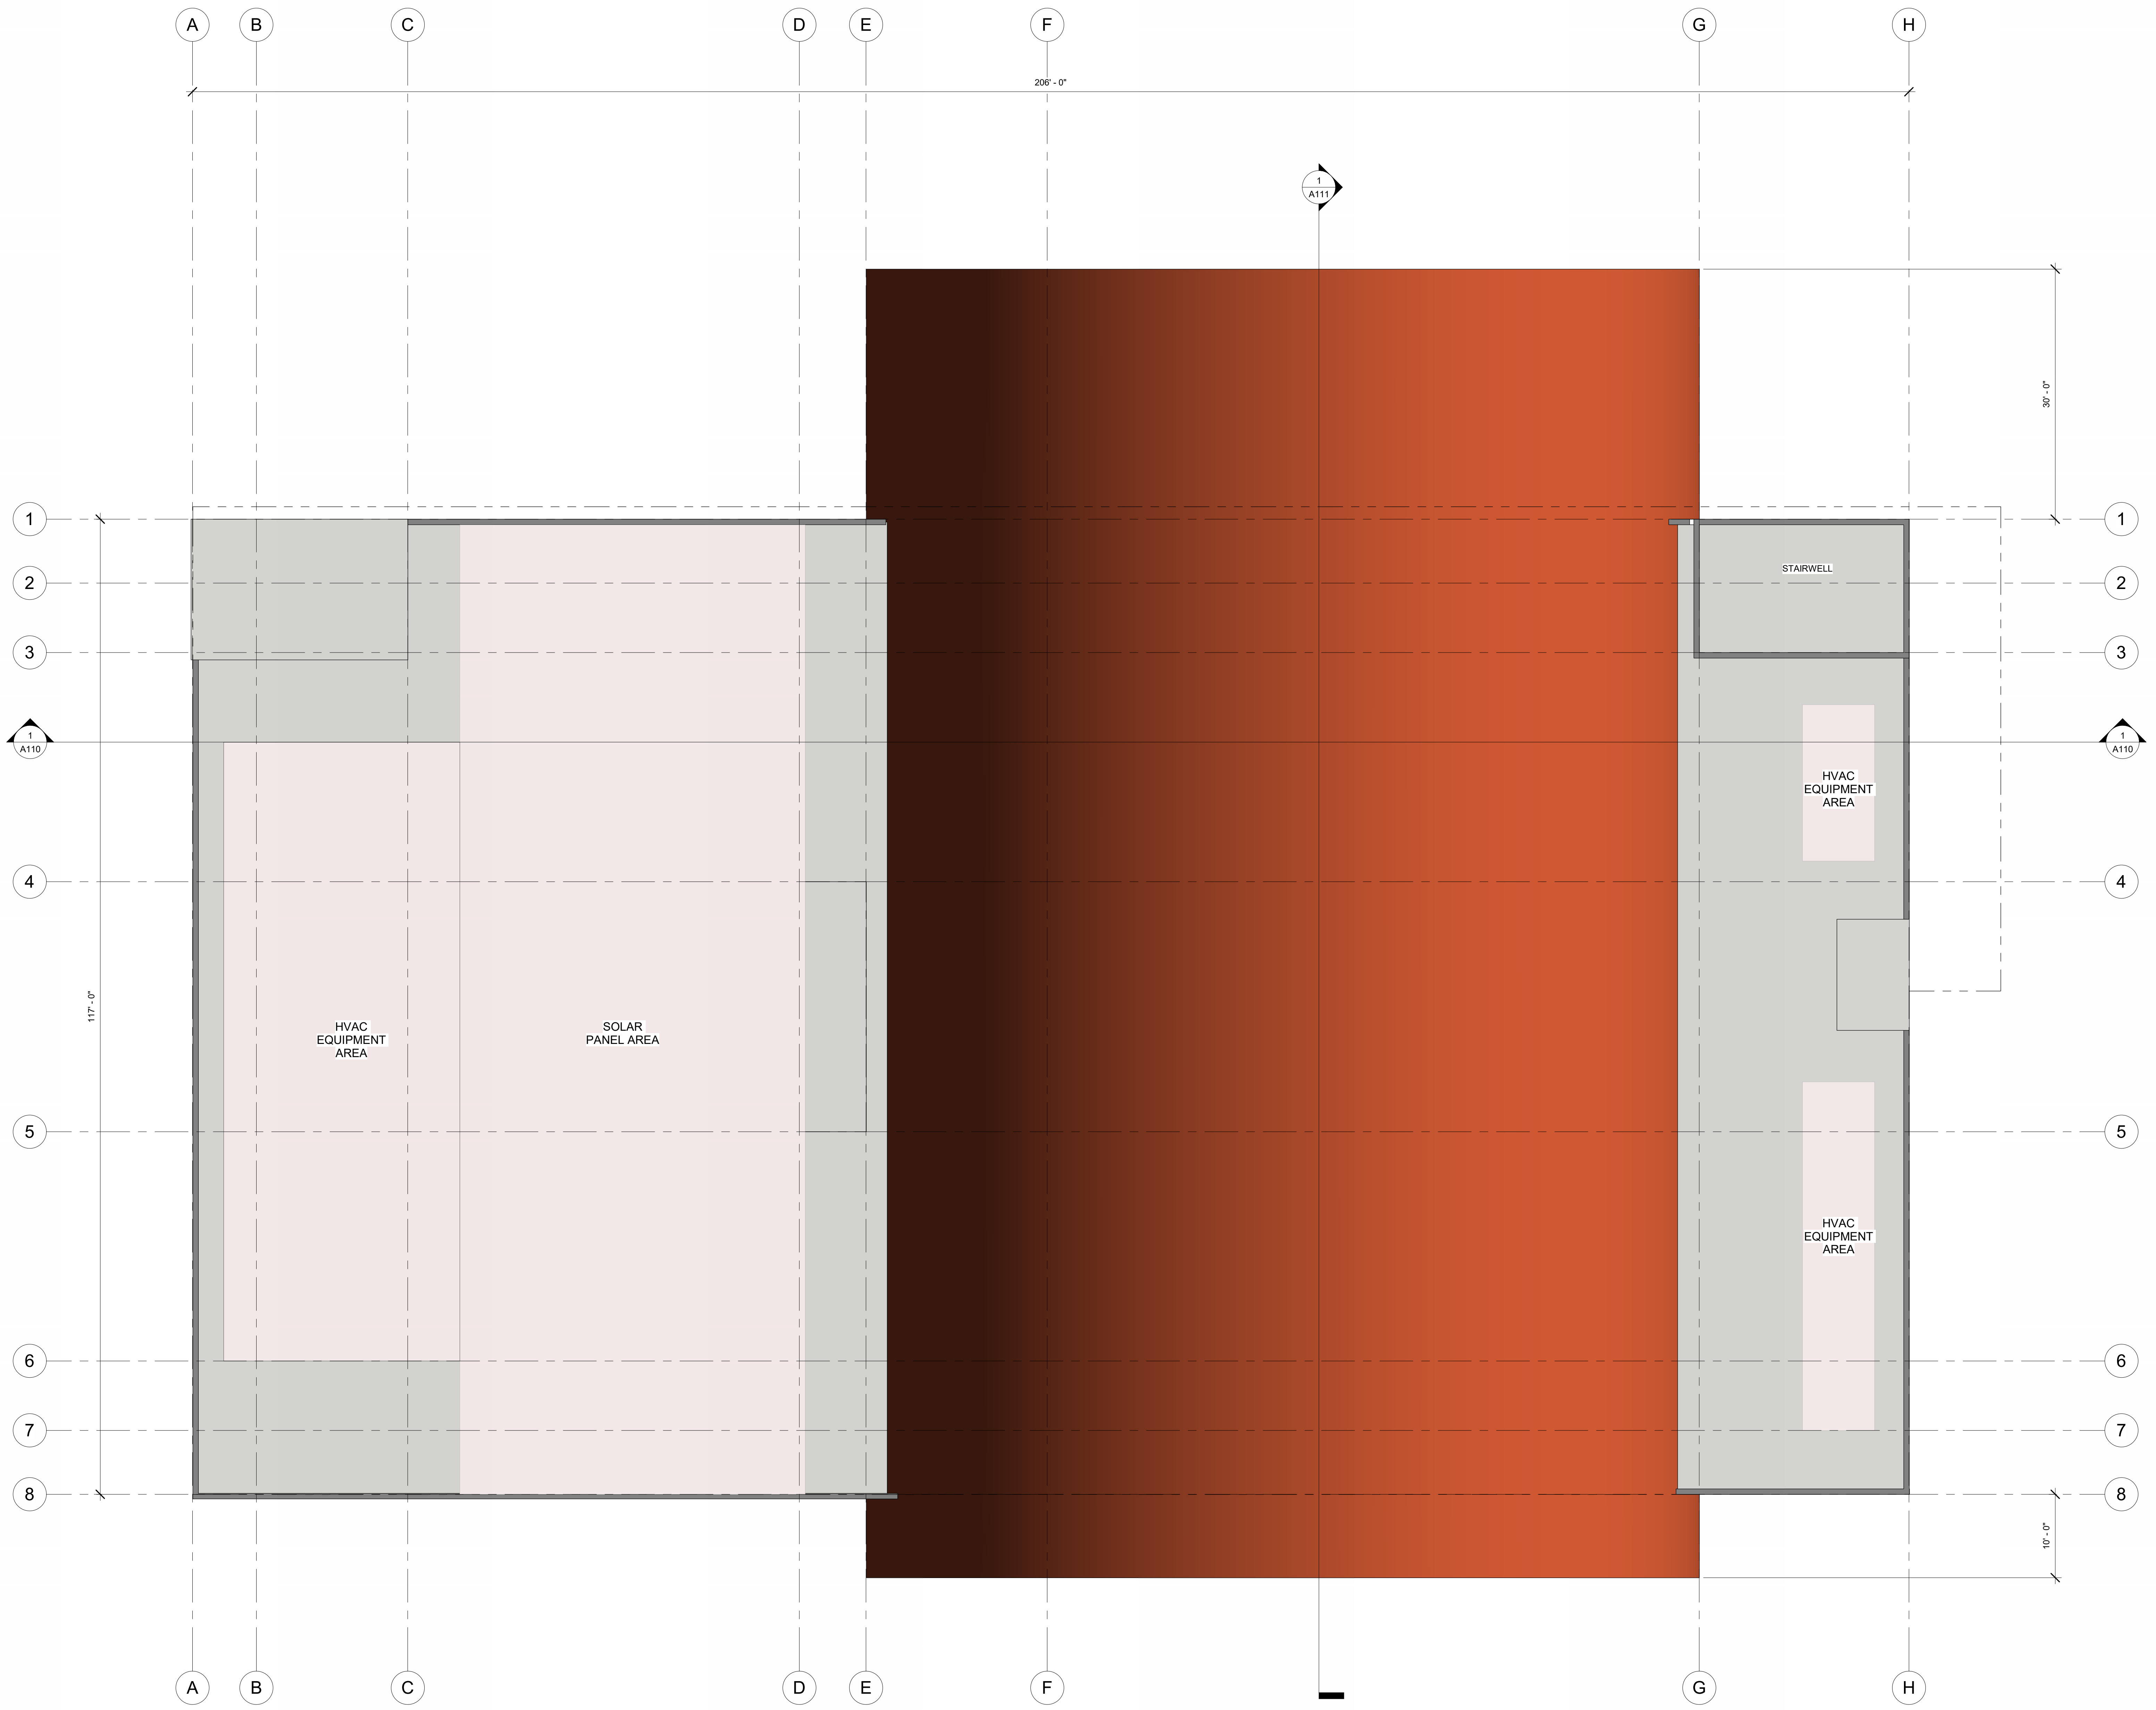 A B C D E F G H
206' - 0"
1
A111
30' - 0"
1 1
2 STAIRWELL 2
3 3
1
A110
1
A110
HVAC
EQUIPMENT
AREA
4 4
117' - 0"
HVAC
EQUIPMENT
AREA
SOLAR
PANEL AREA
5 5
HVAC
EQUIPMENT
AREA
6 6
7 7
8 8
10' - 0"
A B C D E F G H